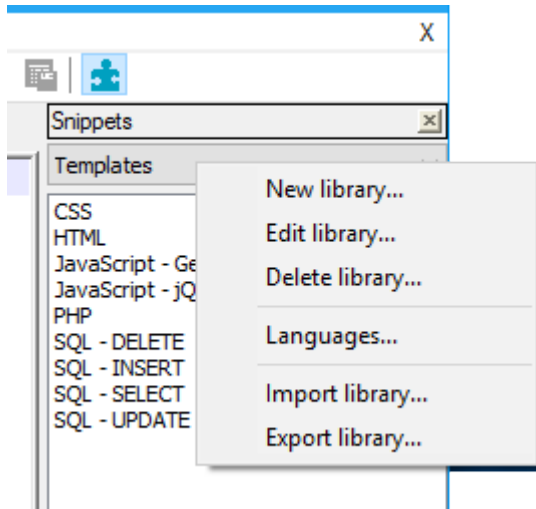 X
Snippets
Templates
CSS
HTML
JavaScript - Ge
JavaScript - jQ
PHP
SQL - DELETE
SQL - INSERT
SQL - SELECT
SQL - UPDATE
New library...
Edit library...
Delete library...
Languages...
Import library...
Export library...